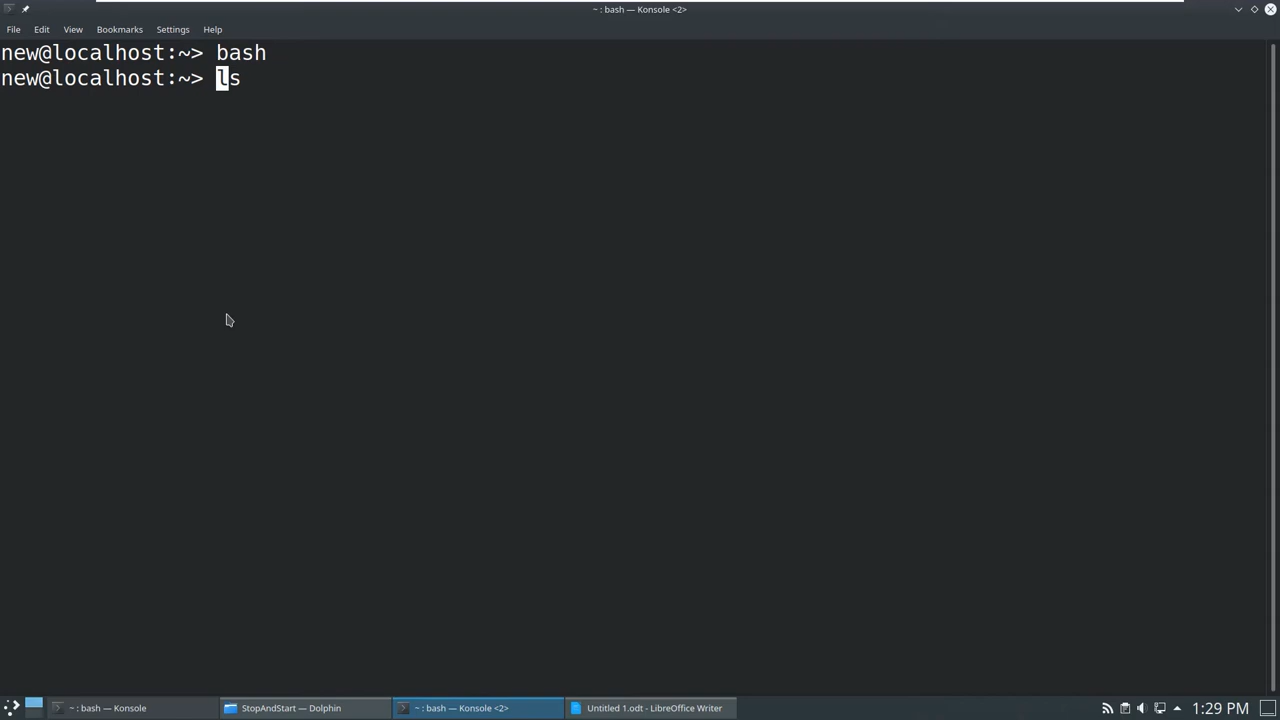 ~ : bash — Konsole <2>
File Edit View Bookmarks Settings Help
new@localhost:~> bash
new@localhost:~> ls
~ : bash — Konsole StopAndStart — Dolphin ~ : bash — Konsole <2> Untitled 1.odt - LibreOffice Writer 1:29 PM